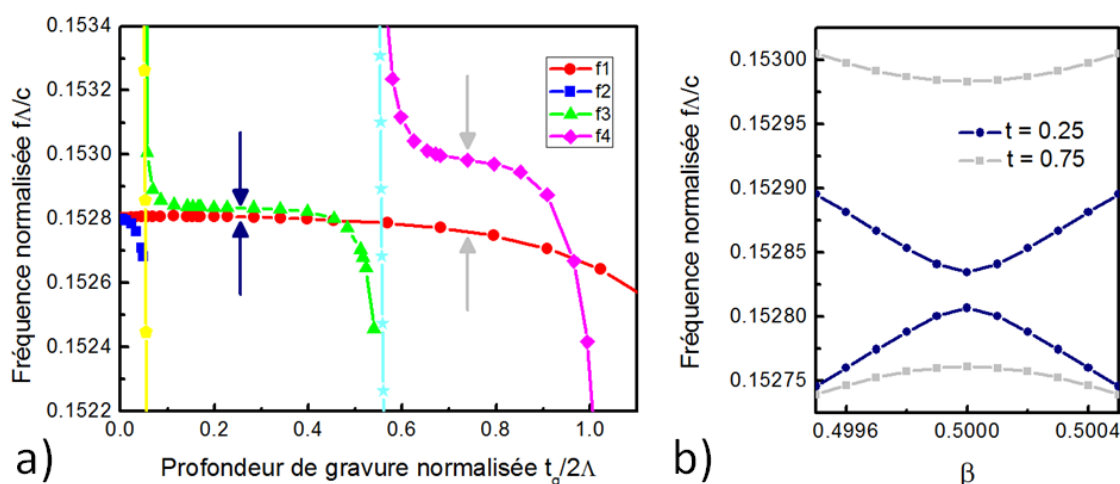 0.1534
0.1532
0.1530
0.1528
0.1526
0.1524
0.1522
Fréquence normalisée fΛ/c
f1
f2
f3
f4
0.0 0.2 0.4 0.6 0.8 1.0
a)
Profondeur de gravure normalisée t_g/2Λ
0.15300
0.15295
0.15290
0.15285
0.15280
0.15275
Fréquence normalisée fΛ/c
t = 0.25
t = 0.75
0.4996 0.5000 0.5004
b)
β